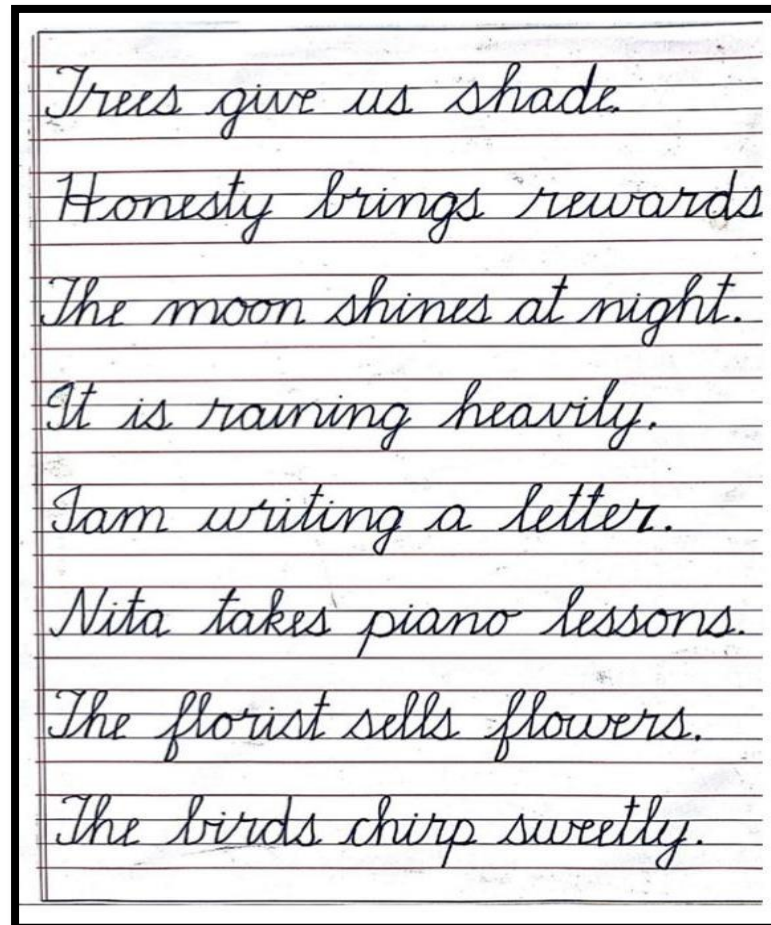 Trees give us shade.
Honesty brings rewards
The moon shines at night.
It is raining heavily.
I am writing a letter.
Nita takes piano lessons.
The florist sells flowers.
The birds chirp sweetly.